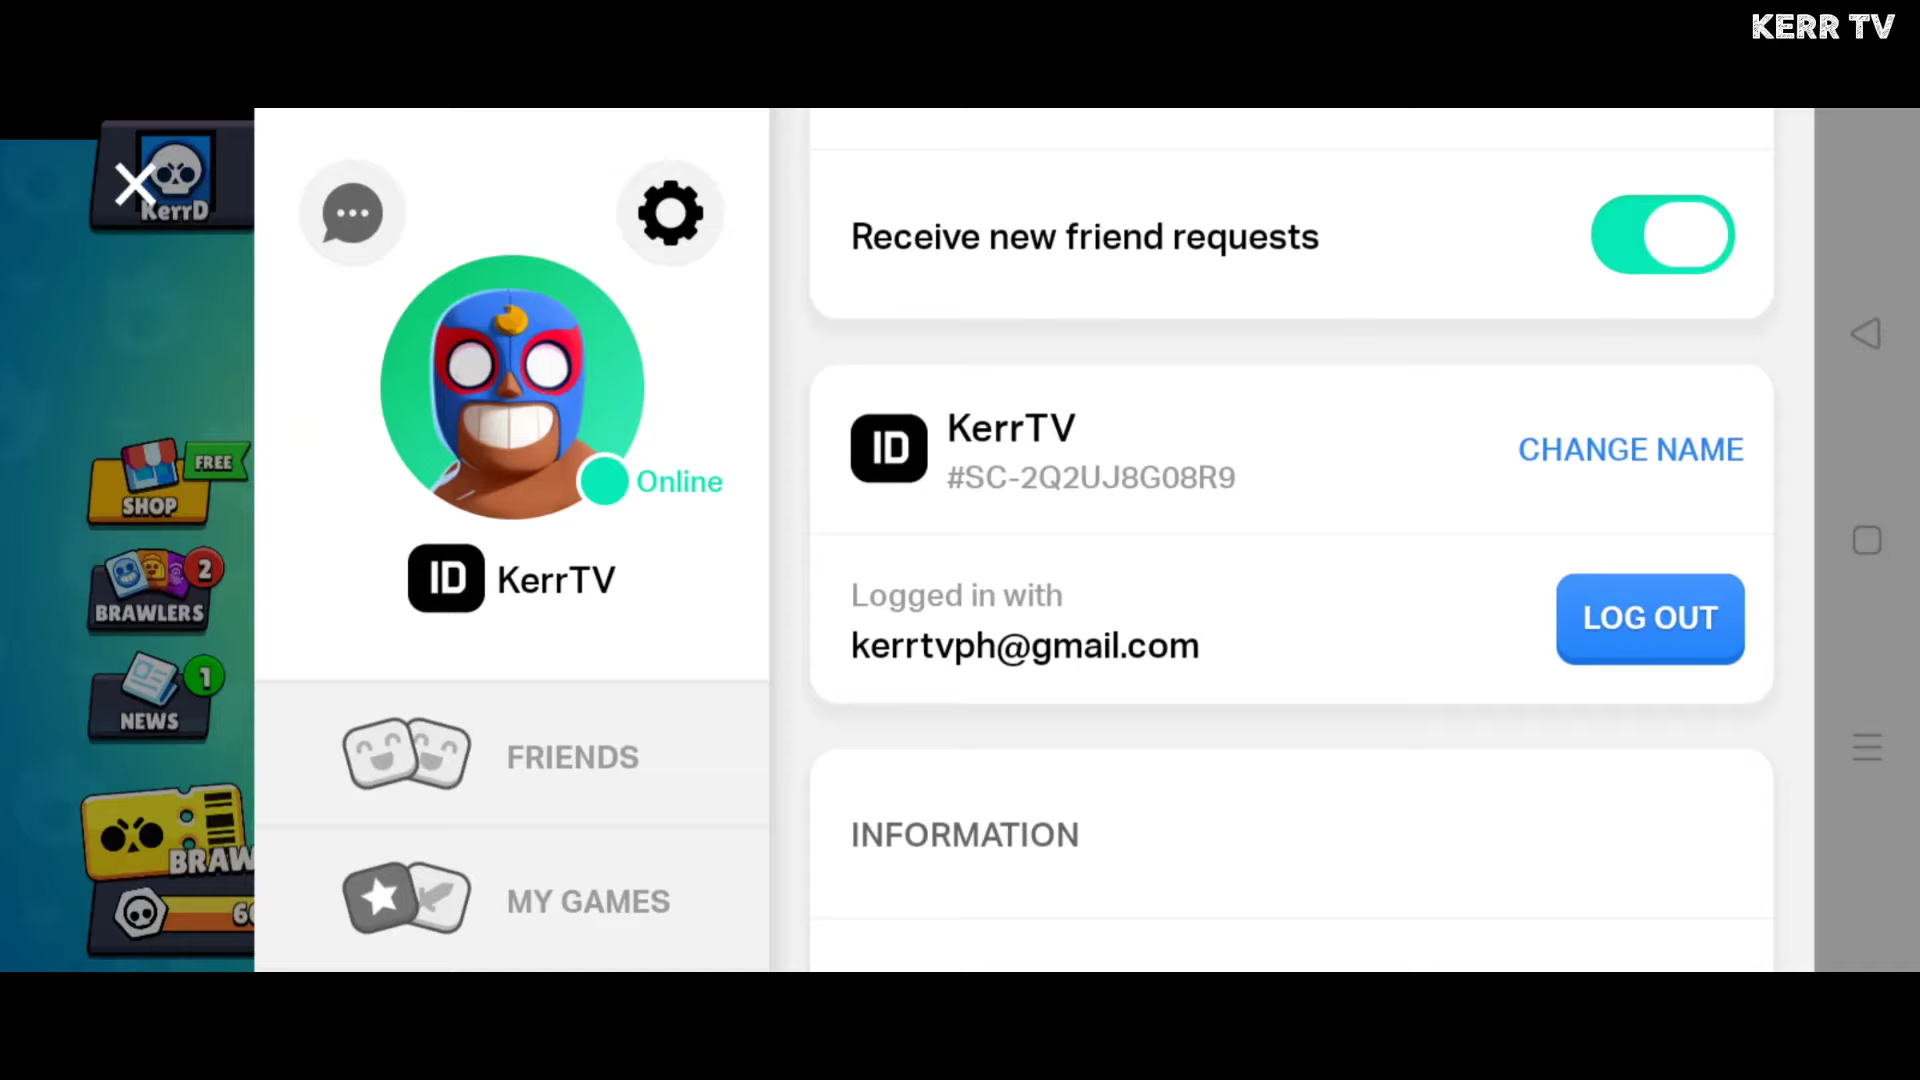 KERR TV
KerrD
FREE
SHOP
2
BRAWLERS
1
NEWS
BRAW
Online
ID KerrTV
FRIENDS
MY GAMES
Receive new friend requests
ID KerrTV
#SC-2Q2UJ8G08R9
CHANGE NAME
Logged in with
kerrtvph@gmail.com
LOG OUT
INFORMATION